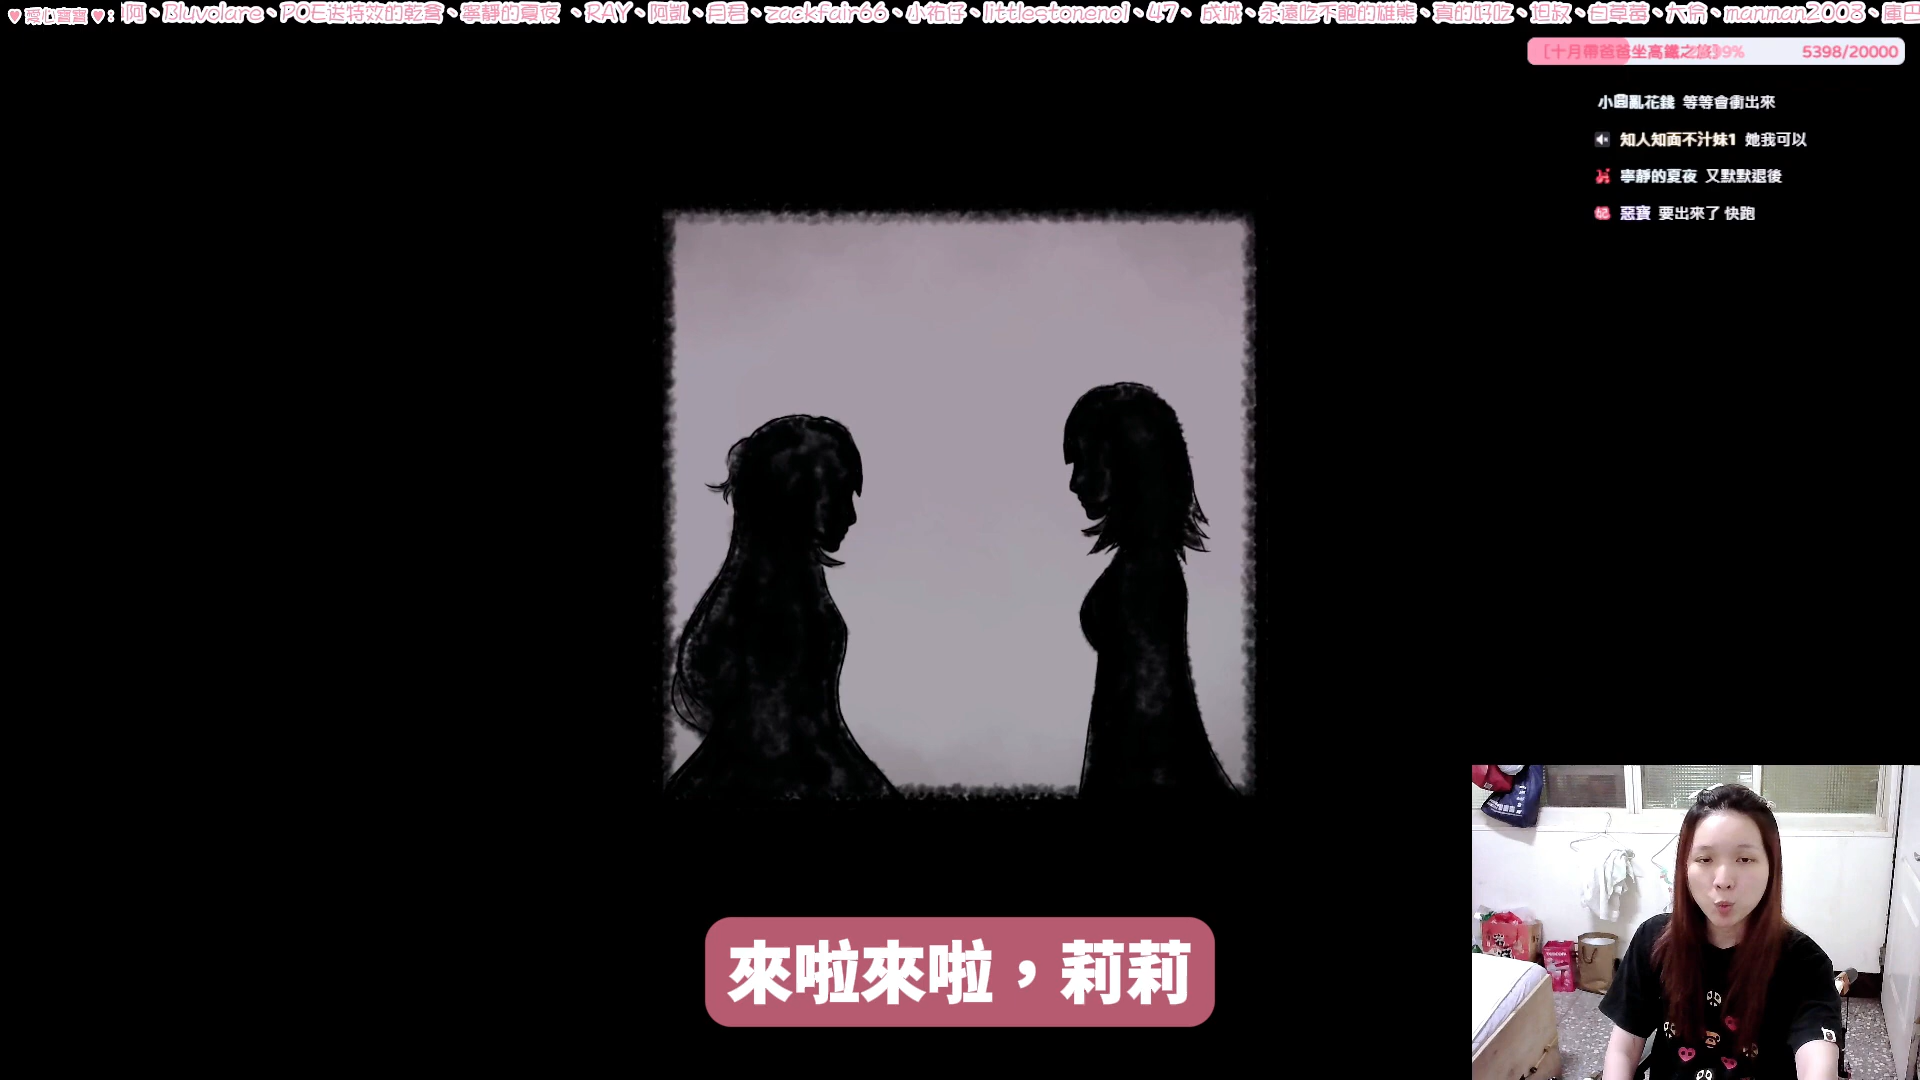 ♥ 愛心寶寶 ♥：啊、Bluvolare、POE送特效的乾倉、寧靜的夏夜 、RAY、阿凱、月君、zackfair66、小祐仔、littlestoneno1、47、 成城、永遠吃不飽的雄熊、真的好吃、坦叔、白草莓、大俞、manman2003、庫巴
[十月帶爸爸坐高鐵之旅] 5398/20000
小圓亂花錢 等等會衝出來
知人知面不汁妹1 她我可以
寧靜的夏夜 又默默退後
惡寶 要出來了 快跑
來啦來啦，莉莉